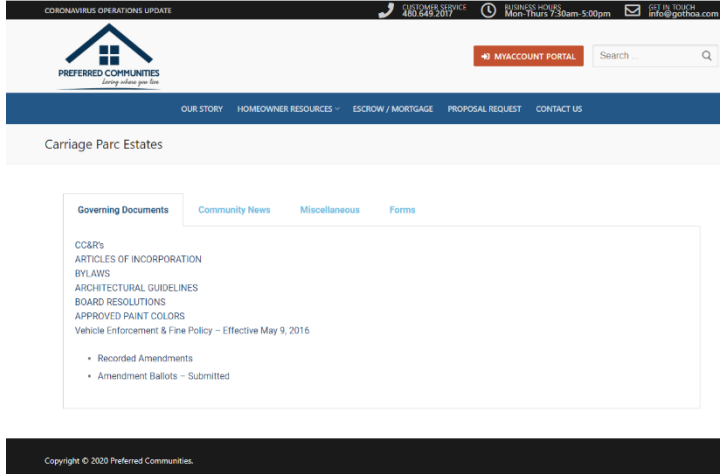 CORONAVIRUS OPERATIONS UPDATE
CUSTOMER SERVICE
480.649.2017
BUSINESS HOURS
Mon-Thurs 7:30am-5:00pm
GET IN TOUCH
info@gothoa.com
PREFERRED COMMUNITIES
Loving where you live
MYACCOUNT PORTAL
Search ...
OUR STORY HOMEOWNER RESOURCES ESCROW / MORTGAGE PROPOSAL REQUEST CONTACT US
Carriage Parc Estates
Governing Documents Community News Miscellaneous Forms
CC&R's
ARTICLES OF INCORPORATION
BYLAWS
ARCHITECTURAL GUIDELINES
BOARD RESOLUTIONS
APPROVED PAINT COLORS
Vehicle Enforcement & Fine Policy – Effective May 9, 2016
• Recorded Amendments
• Amendment Ballots – Submitted
Copyright © 2020 Preferred Communities.